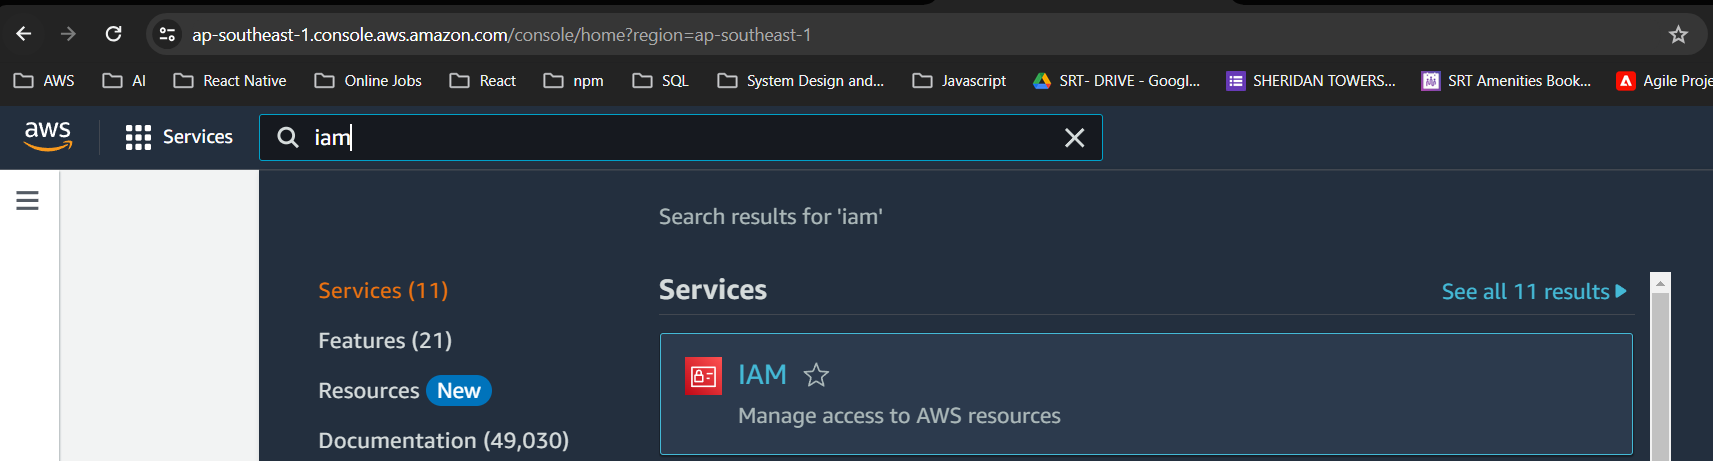 ap-southeast-1.console.aws.amazon.com/console/home?region=ap-southeast-1
AWS AI React Native Online Jobs React npm SQL System Design and... Javascript SRT- DRIVE - Googl... SHERIDAN TOWERS... SRT Amenities Book... Agile Proje
aws Services iam
Search results for 'iam'
Services (11)
Features (21)
Resources New
Documentation (49,030)
Services See all 11 results
IAM
Manage access to AWS resources